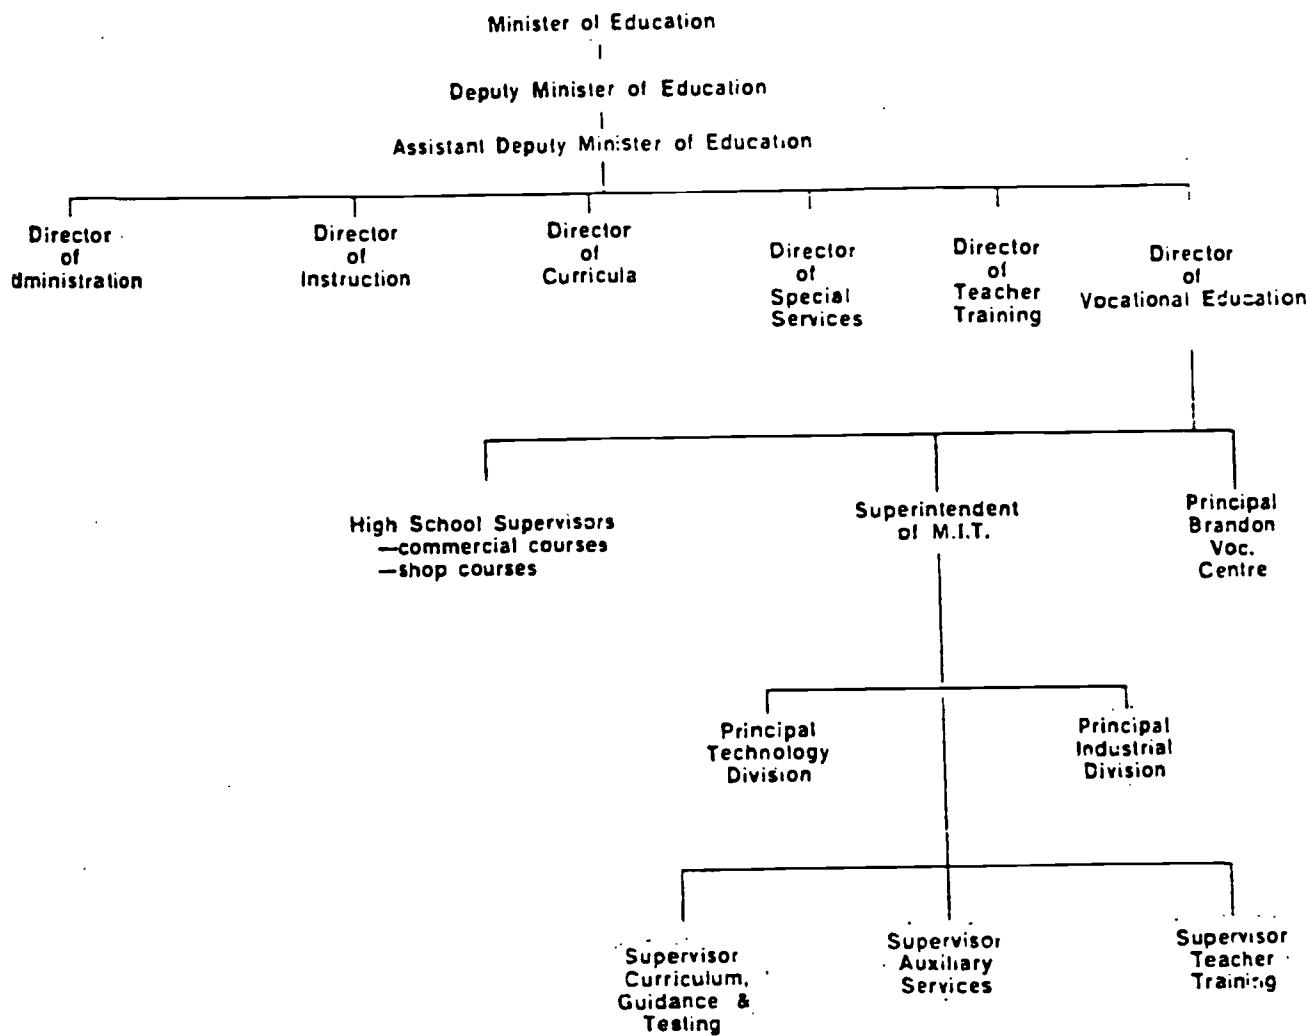 Minister of Education
Deputy Minister of Education
Assistant Deputy Minister of Education
Director
of
dministration
Director
of
Instruction
Director
of
Curricula
Director
of
Special
Services
Director
of
Teacher
Training
Director
of
Vocational Education
High School Supervisors
—commercial courses
—shop courses
Superintendent
of M.I.T.
Principal
Brandon
Voc.
Centre
Principal
Technology
Division
Principal
Industrial
Division
Supervisor
Curriculum,
Guidance &
Testing
Supervisor
Auxiliary
Services
Supervisor
Teacher
Training